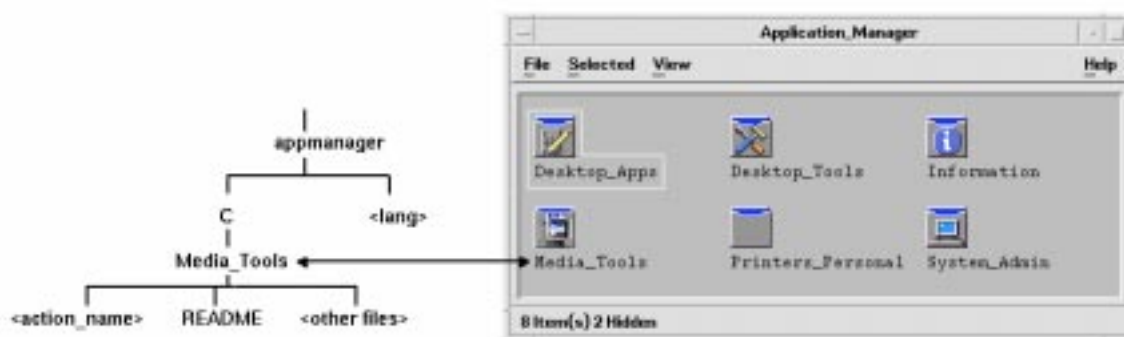 appmanager
C <lang>
Media_Tools
<action_name> README <other files>
Application_Manager
File Selected View Help
Desktop_Apps Desktop_Tools Information
Media_Tools Printers_Personal System_Admin
8 Item(s) 2 Hidden